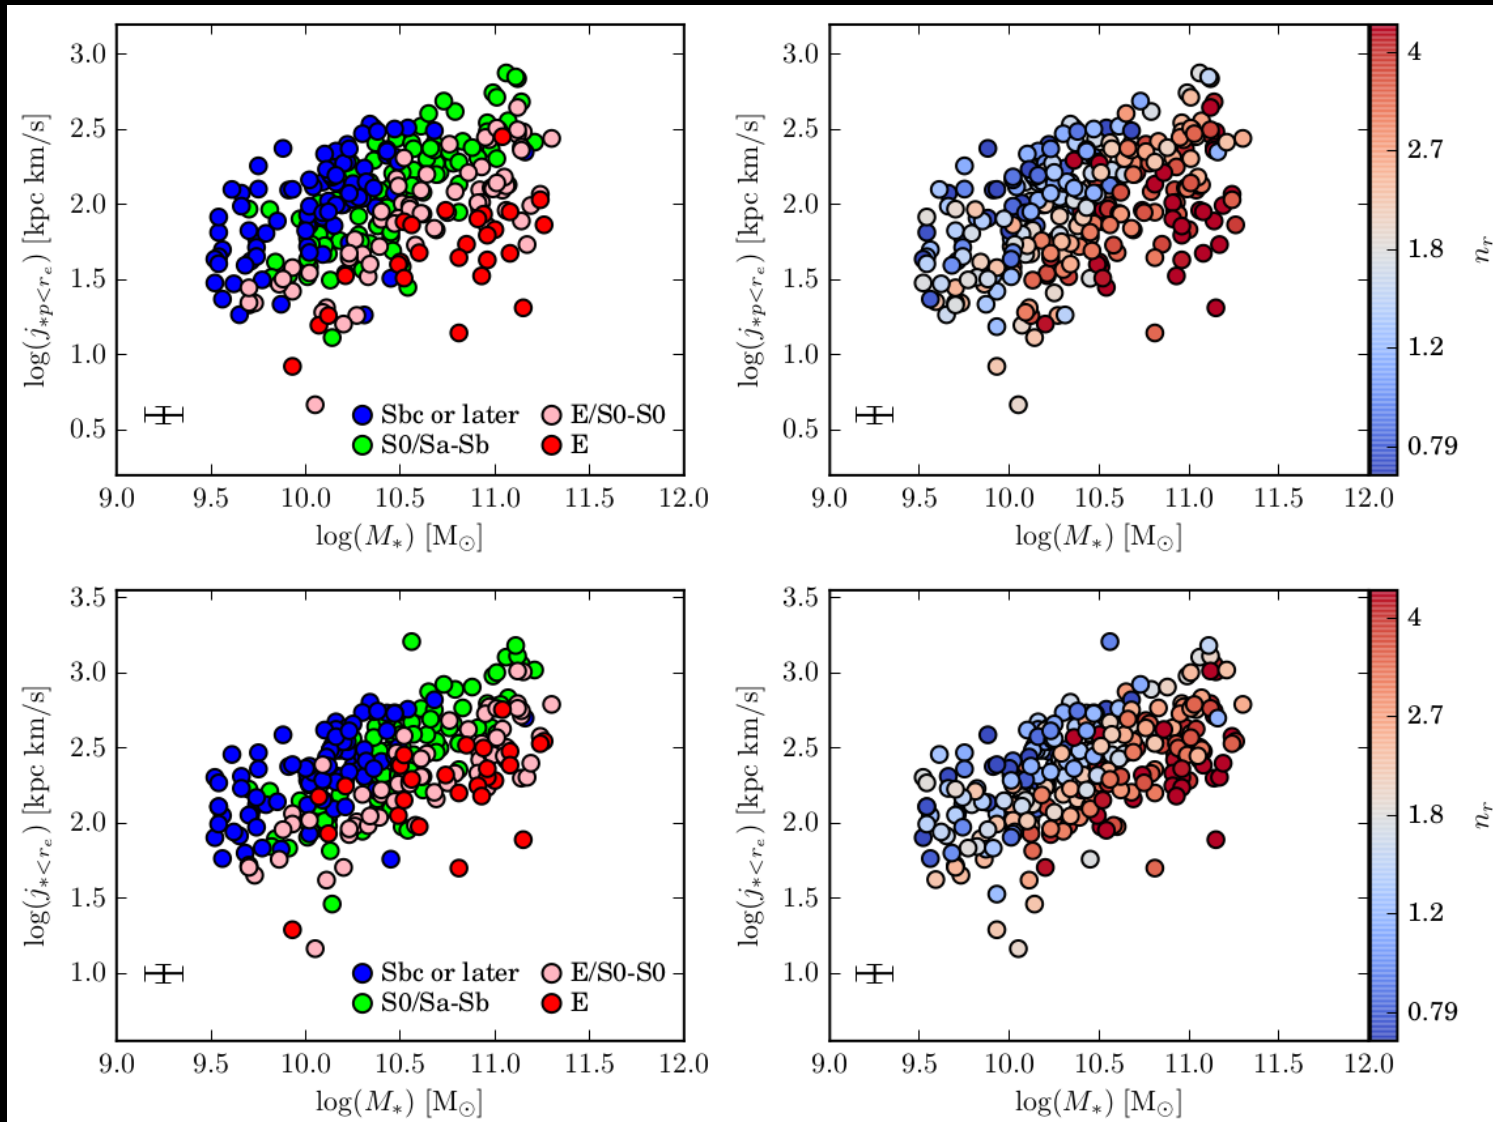 3.0
2.5
2.0
1.5
1.0
0.5
log(j∗p<rₑ) [kpc km/s]
Sbc or later
E/S0-S0
S0/Sa-Sb
E
9.0 9.5 10.0 10.5 11.0 11.5 12.0
log(M∗) [M⊙]
3.0
2.5
2.0
1.5
1.0
0.5
log(j∗p<rₑ) [kpc km/s]
9.0 9.5 10.0 10.5 11.0 11.5 12.0
log(M∗) [M⊙]
4
2.7
1.8
1.2
0.79
nᵣ
3.5
3.0
2.5
2.0
1.5
1.0
log(j∗<rₑ) [kpc km/s]
Sbc or later
E/S0-S0
S0/Sa-Sb
E
9.0 9.5 10.0 10.5 11.0 11.5 12.0
log(M∗) [M⊙]
3.5
3.0
2.5
2.0
1.5
1.0
log(j∗<rₑ) [kpc km/s]
9.0 9.5 10.0 10.5 11.0 11.5 12.0
log(M∗) [M⊙]
4
2.7
1.8
1.2
0.79
nᵣ